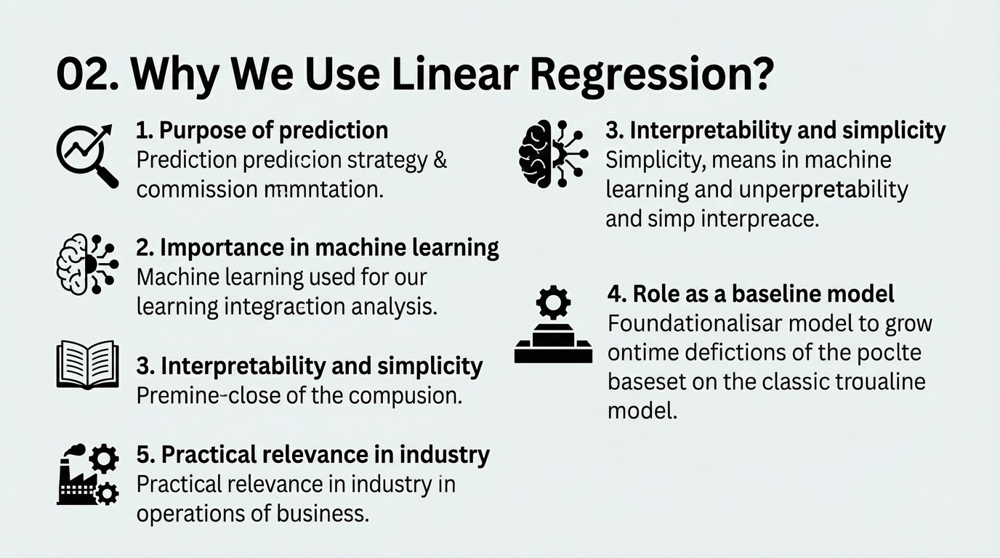 02. Why We Use Linear Regression?
1. Purpose of prediction
Prediction strategy &
commission
2. Importance in machine learning
Machine learning used for our
learning integraction analysis.
3. Interpretability and simplicity
Premine-close of the compusion.
5. Practical relevance in industry
Practical relevance in industry in
operations of business.
3. Interpretability and simplicity
Simplicity, means in machine
learning and unperpretability
and simp interpreace.
4. Role as a baseline model
Foundationalisar model to grow
ontime defictions of the poclte
baseset on the classic troualine
model.